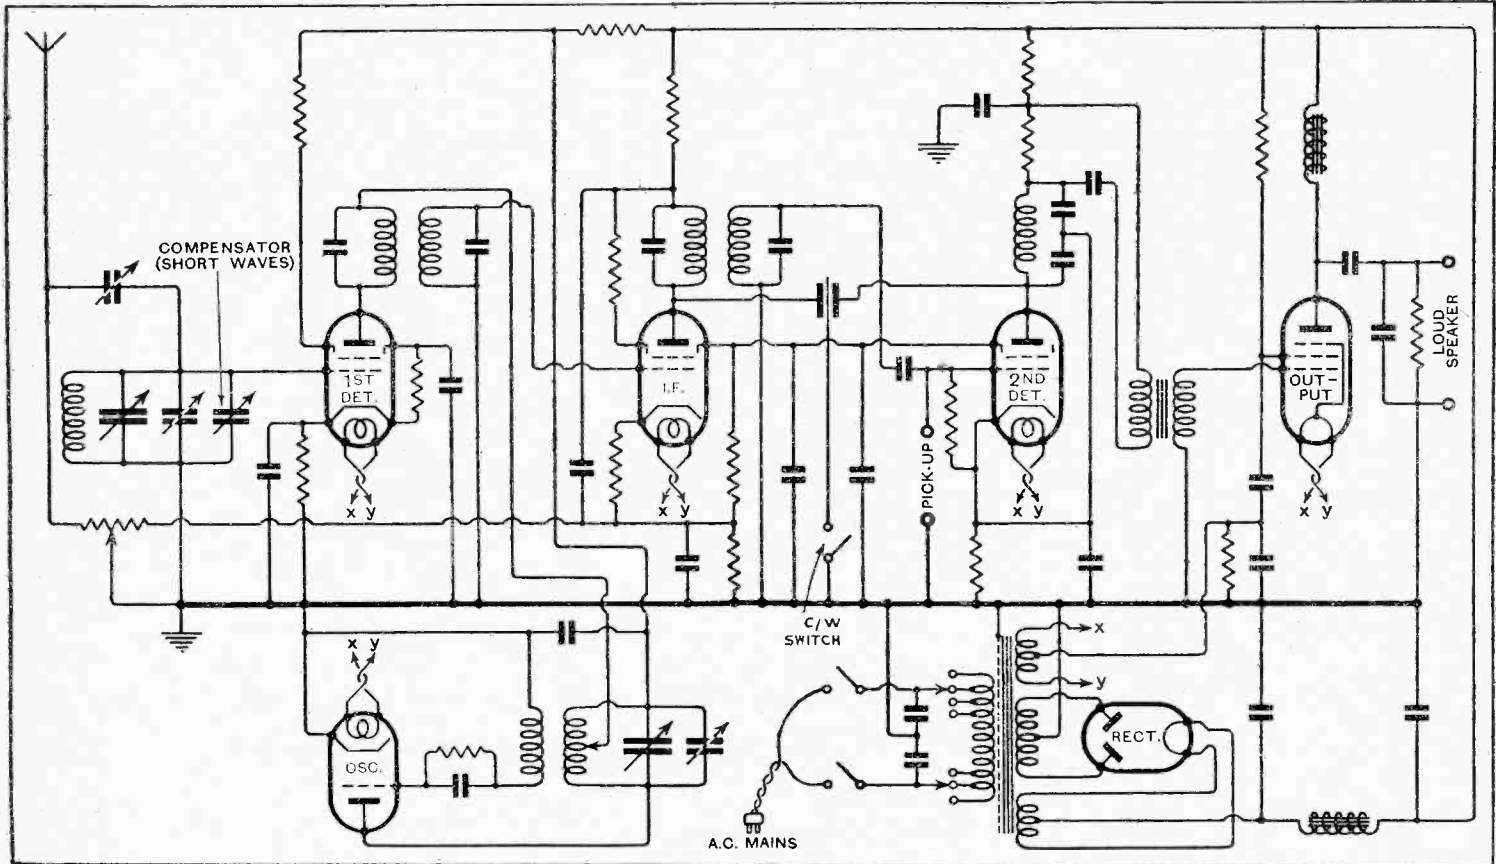 COMPENSATOR
(SHORT WAVES)
1ST
DET.
x y
I.F.
x y
2ND
DET.
x y
OUT-
PUT
x y
LOUD
SPEAKER
PICK-UP
C/W
SWITCH
x y
OSC.
x
y
RECT.
A.C. MAINS